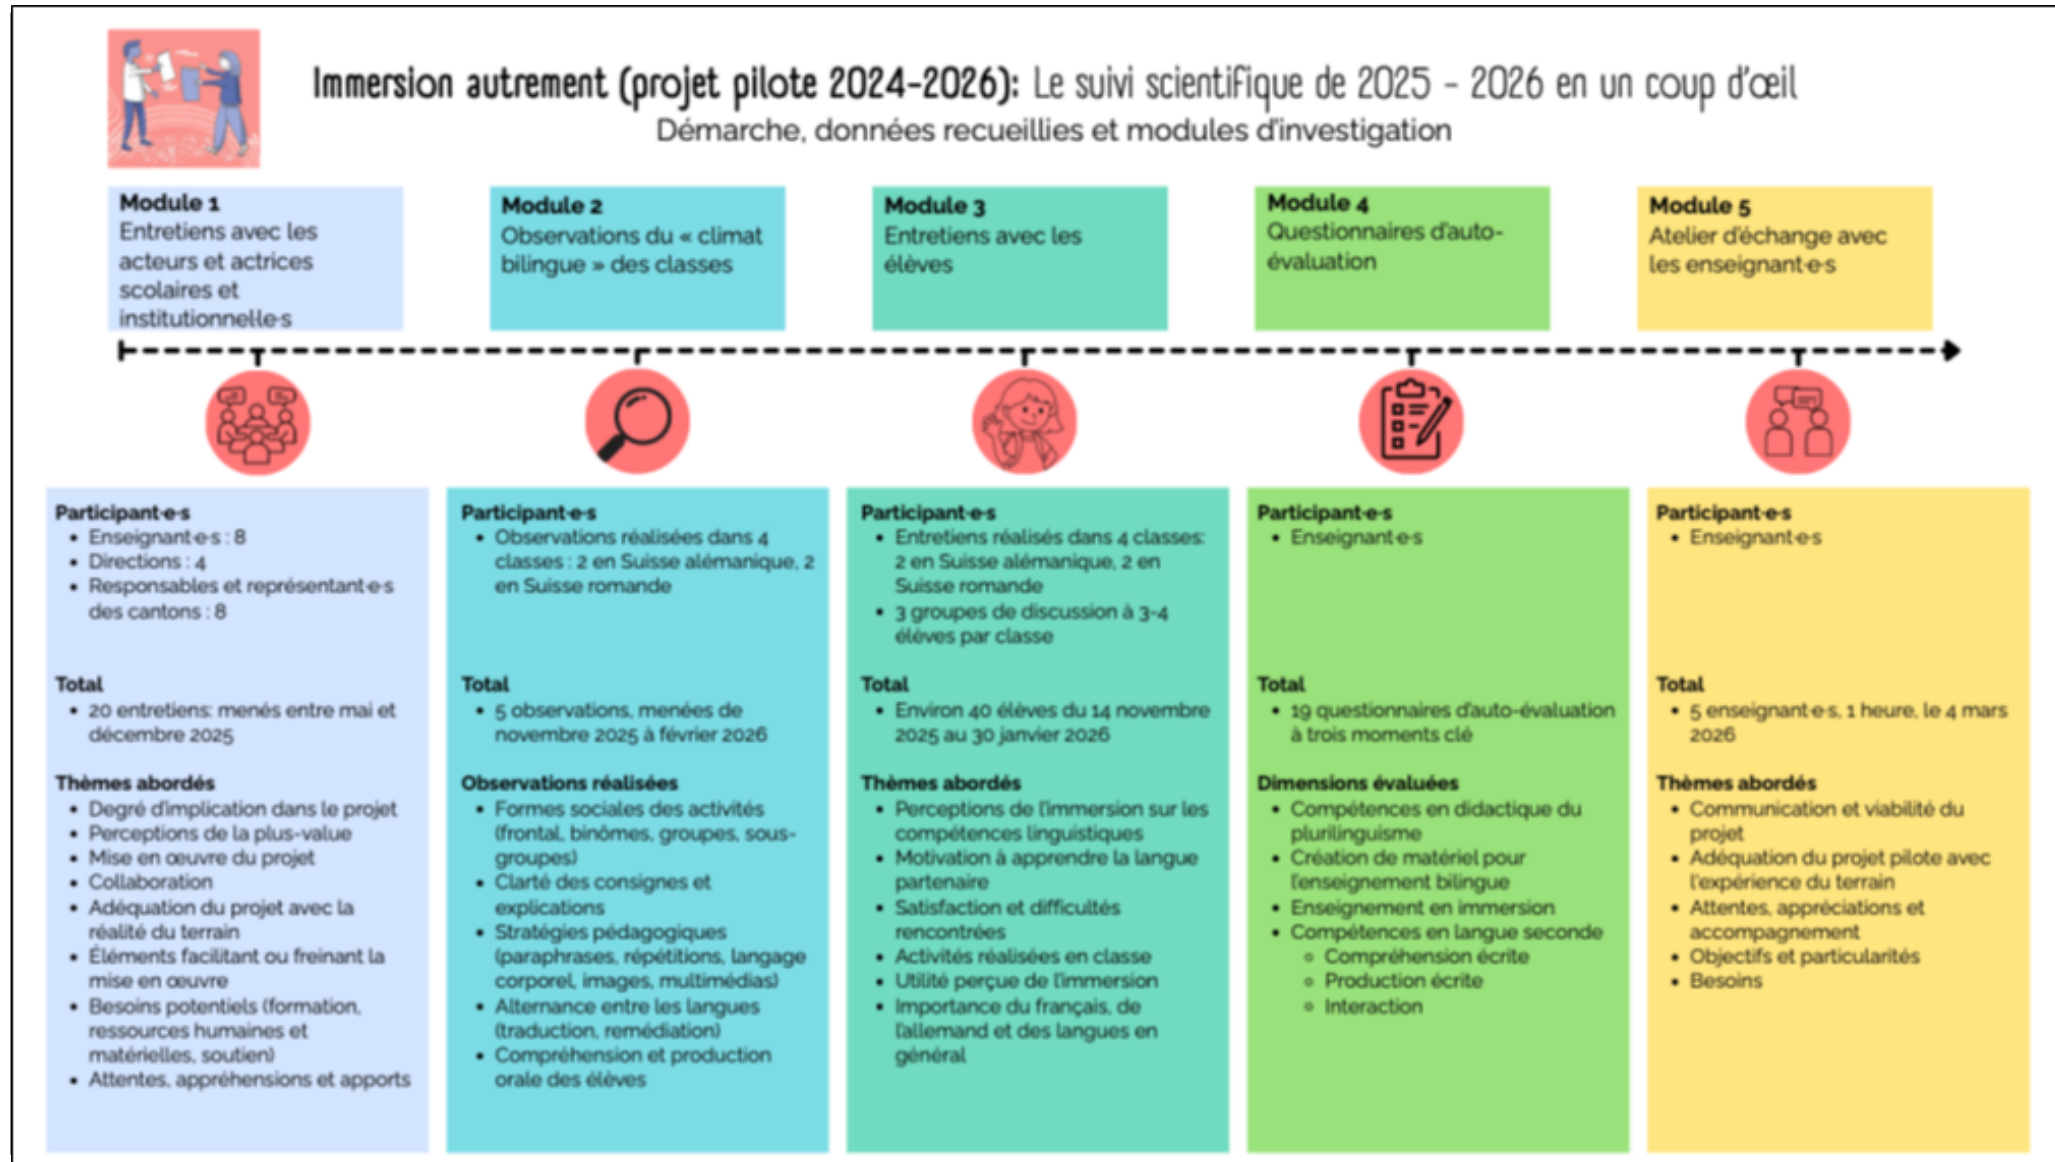 Immersion autrement (projet pilote 2024-2026): Le suivi scientifique de 2025 - 2026 en un coup d'œil
Démarche, données recueillies et modules d'investigation
Module 1
Entretiens avec les
acteurs et actrices
scolaires et
institutionnel·le·s
Module 2
Observations du « climat
bilingue » des classes
Module 3
Entretiens avec les
élèves
Module 4
Questionnaires d'auto-
évaluation
Module 5
Atelier d'échange avec
les enseignant·e·s
Participant·e·s
• Enseignant·e·s : 8
• Directions : 4
• Responsables et représentant·e·s
des cantons : 8
Total
• 20 entretiens: menés entre mai et
décembre 2025
Thèmes abordés
• Degré d'implication dans le projet
• Perceptions de la plus-value
• Mise en œuvre du projet
• Collaboration
• Adéquation du projet avec la
réalité du terrain
• Éléments facilitant ou freinant la
mise en œuvre
• Besoins potentiels (formation,
ressources humaines et
matérielles, soutien)
• Attentes, appréhensions et apports
Participant·e·s
• Observations réalisées dans 4
classes : 2 en Suisse alémanique, 2
en Suisse romande
Total
• 5 observations, menées de
novembre 2025 à février 2026
Observations réalisées
• Formes sociales des activités
(frontal, binômes, groupes, sous-
groupes)
• Clarté des consignes et
explications
• Stratégies pédagogiques
(paraphrases, répétitions, langage
corporel, images, multimédias)
• Alternance entre les langues
(traduction, remédiation)
• Compréhension et production
orale des élèves
Participant·e·s
• Entretiens réalisés dans 4 classes:
2 en Suisse alémanique, 2 en
Suisse romande
• 3 groupes de discussion à 3-4
élèves par classe
Total
• Environ 40 élèves du 14 novembre
2025 au 30 janvier 2026
Thèmes abordés
• Perceptions de l'immersion sur les
compétences linguistiques
• Motivation à apprendre la langue
partenaire
• Satisfaction et difficultés
rencontrées
• Activités réalisées en classe
• Utilité perçue de l'immersion
• Importance du français, de
l'allemand et des langues en
général
Participant·e·s
• Enseignant·e·s
Total
• 19 questionnaires d'auto-évaluation
à trois moments clé
Dimensions évaluées
• Compétences en didactique du
plurilinguisme
• Création de matériel pour
l'enseignement bilingue
• Enseignement en immersion
• Compétences en langue seconde
◦ Compréhension écrite
◦ Production écrite
◦ Interaction
Participant·e·s
• Enseignant·e·s
Total
• 5 enseignant·e·s, 1 heure, le 4 mars
2026
Thèmes abordés
• Communication et viabilité du
projet
• Adéquation du projet pilote avec
l'expérience du terrain
• Attentes, appréciations et
accompagnement
• Objectifs et particularités
• Besoins